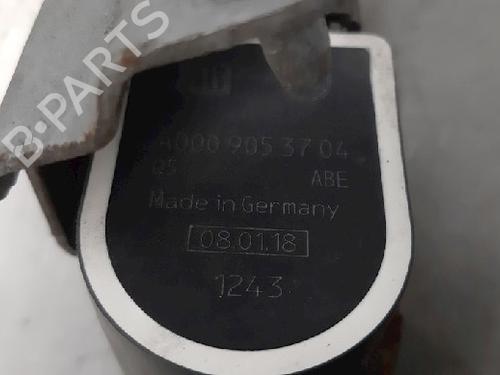 B-PARTS
A000 905 37 04
Q5 ABE
Made in Germany
08.01.18
1243